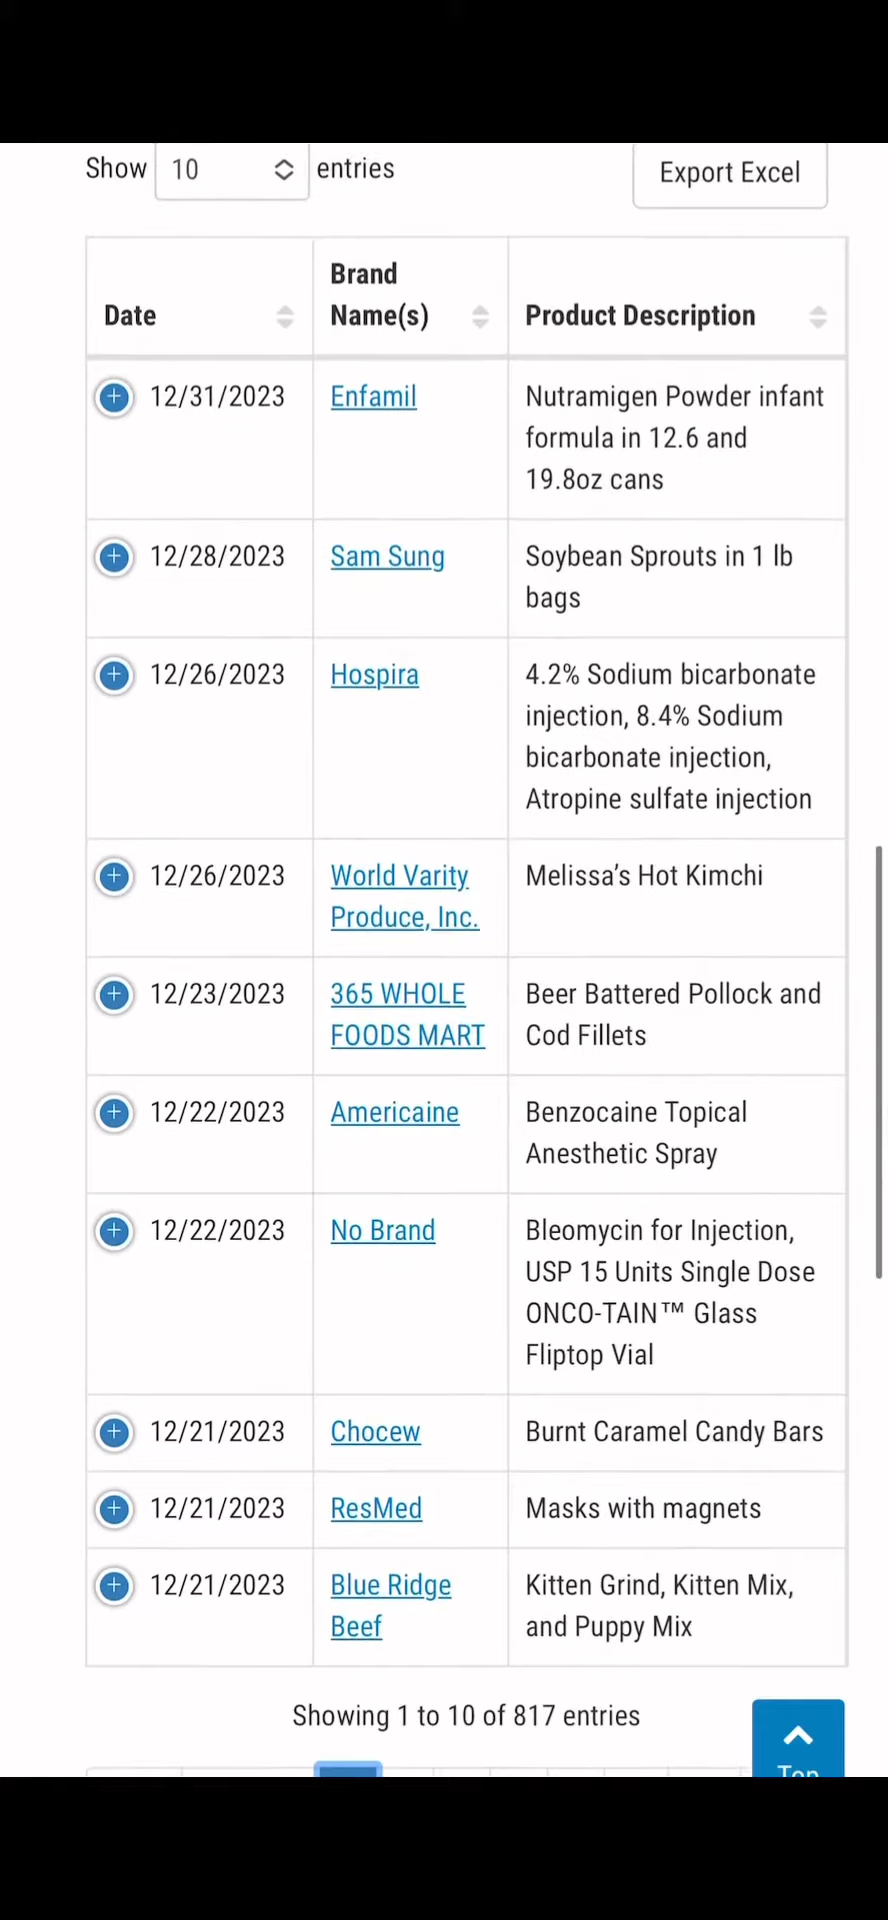 Show 10 entries Export Excel
Date Brand Name(s) Product Description
12/31/2023 Enfamil Nutramigen Powder infant
formula in 12.6 and
19.8oz cans
12/28/2023 Sam Sung Soybean Sprouts in 1 lb
bags
12/26/2023 Hospira 4.2% Sodium bicarbonate
injection, 8.4% Sodium
bicarbonate injection,
Atropine sulfate injection
12/26/2023 World Varity Melissa’s Hot Kimchi
Produce, Inc.
12/23/2023 365 WHOLE Beer Battered Pollock and
FOODS MART Cod Fillets
12/22/2023 Americaine Benzocaine Topical
Anesthetic Spray
12/22/2023 No Brand Bleomycin for Injection,
USP 15 Units Single Dose
ONCO-TAIN™ Glass
Fliptop Vial
12/21/2023 Chocew Burnt Caramel Candy Bars
12/21/2023 ResMed Masks with magnets
12/21/2023 Blue Ridge Kitten Grind, Kitten Mix,
Beef and Puppy Mix
Showing 1 to 10 of 817 entries
Top